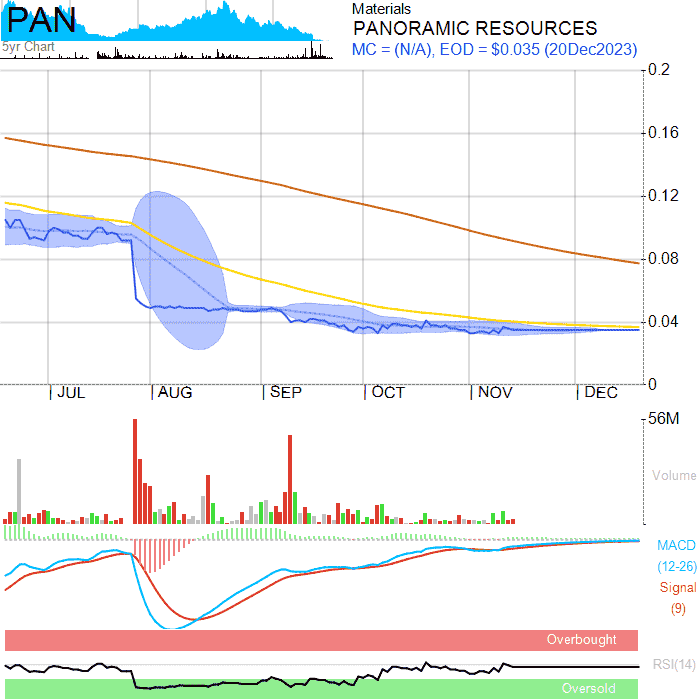 PAN
5yr Chart
Materials
PANORAMIC RESOURCES
MC = (N/A), EOD = $0.035 (20Dec2023)
0.2
0.16
0.12
0.08
0.04
0
JUL AUG SEP OCT NOV DEC
56M
Volume
MACD
(12-26)
Signal
(9)
Overbought
RSI(14)
Oversold